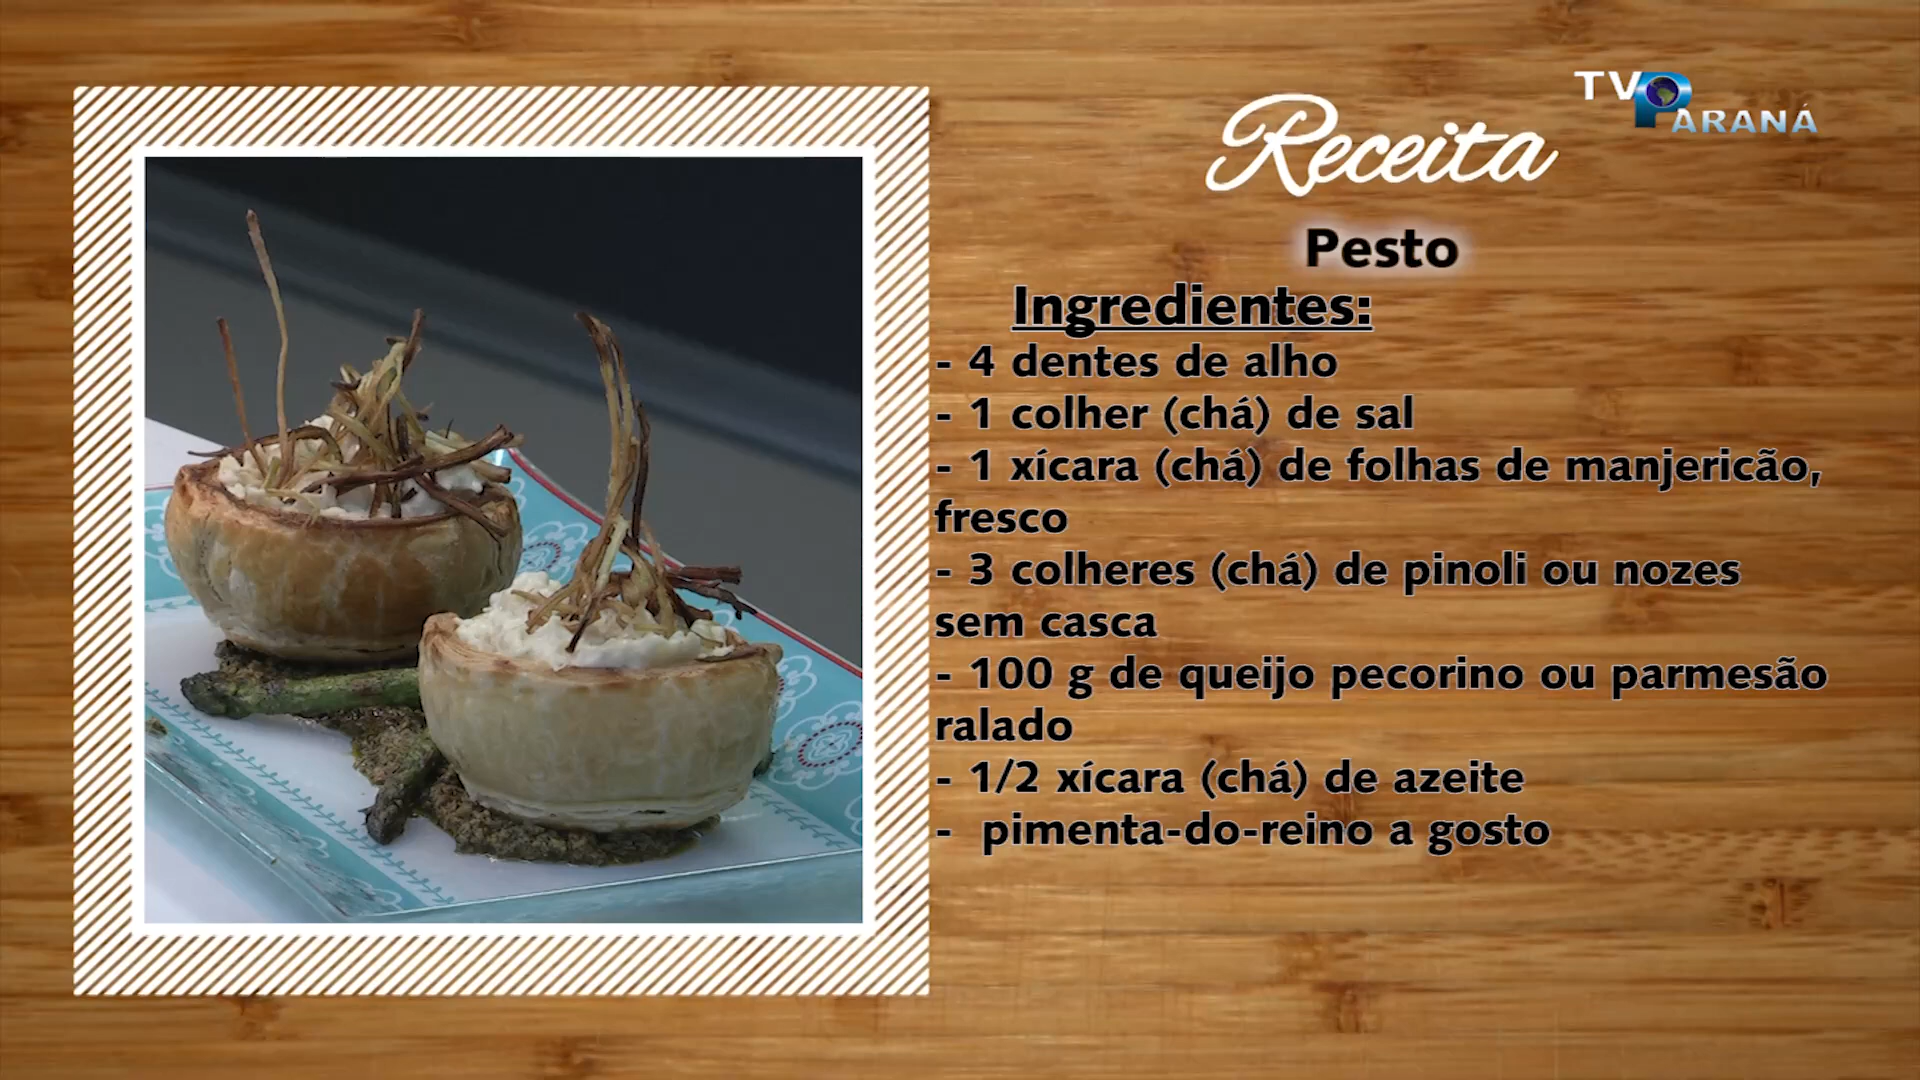 TV PARANÁ
Receita
Pesto
Ingredientes:
- 4 dentes de alho
- 1 colher (chá) de sal
- 1 xícara (chá) de folhas de manjericão,
fresco
- 3 colheres (chá) de pinoli ou nozes
sem casca
- 100 g de queijo pecorino ou parmesão
ralado
- 1/2 xícara (chá) de azeite
-  pimenta-do-reino a gosto